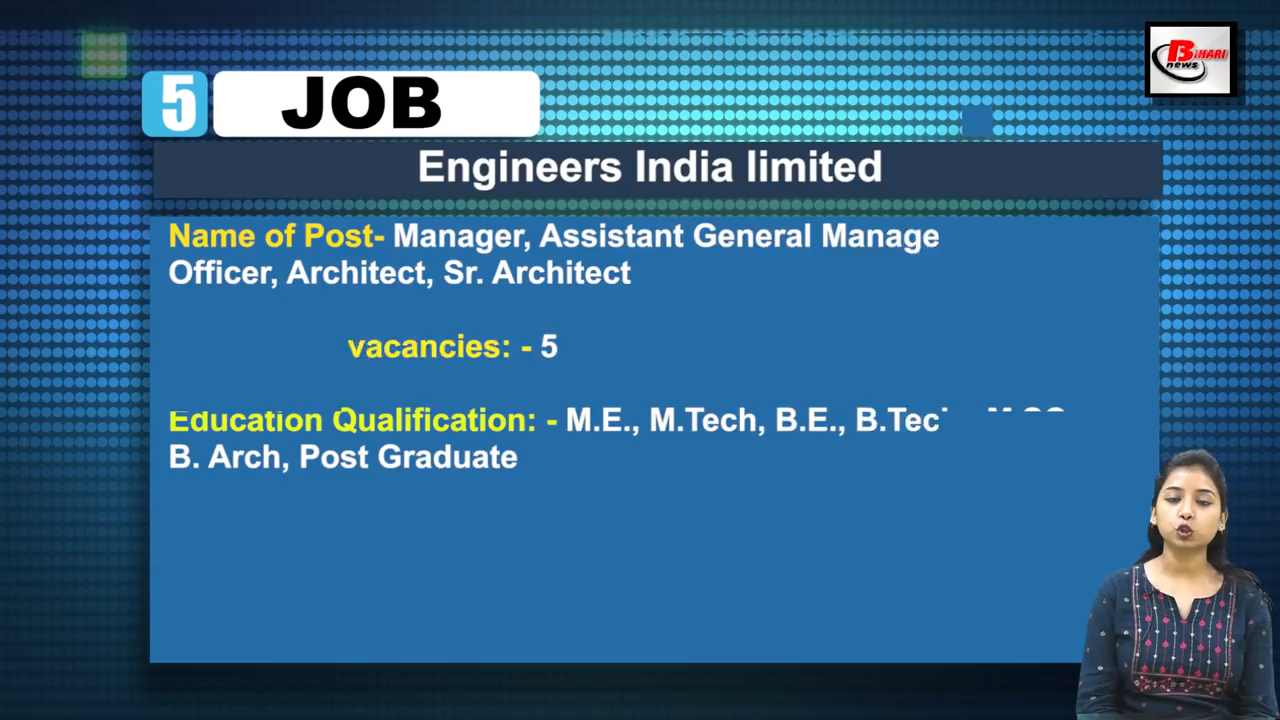 BIHARI
news
5 JOB
Engineers India limited
Name of Post- Manager, Assistant General Manage
Officer, Architect, Sr. Architect
vacancies: - 5
Education Qualification: - M.E., M.Tech, B.E.,
B. Arch, Post Graduate